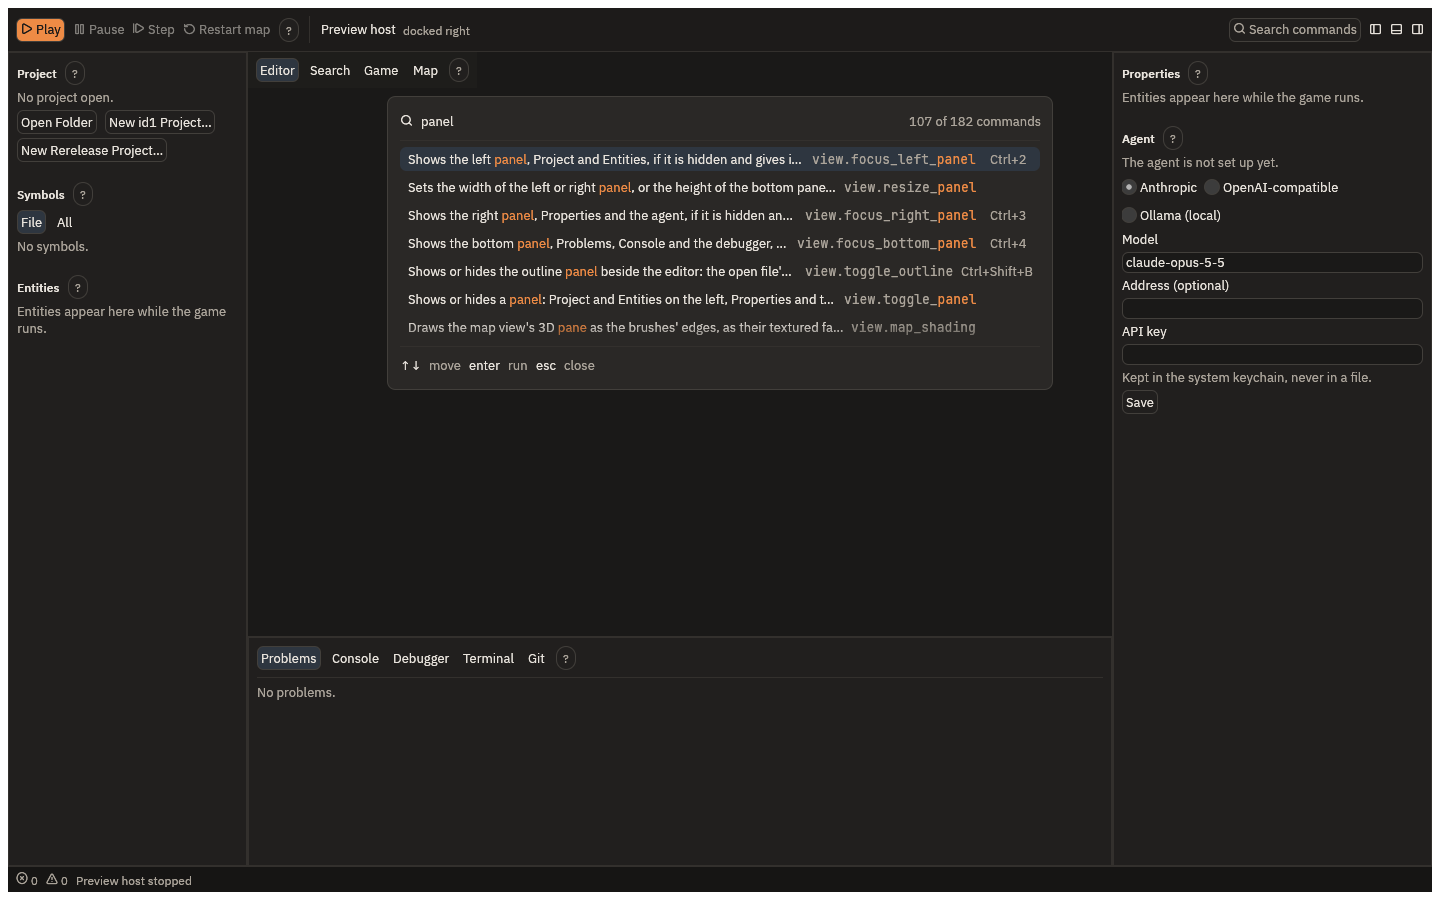 Play Pause Step Restart map ? Preview host docked right Search commands
Project ?
No project open.
Open Folder New id1 Project...
New Rerelease Project...
Symbols ?
File All
No symbols.
Entities ?
Entities appear here while the game
runs.
Editor Search Game Map ?
panel 107 of 182 commands
Shows the left panel, Project and Entities, if it is hidden and gives i... view.focus_left_panel Ctrl+2
Sets the width of the left or right panel, or the height of the bottom pane... view.resize_panel
Shows the right panel, Properties and the agent, if it is hidden an... view.focus_right_panel Ctrl+3
Shows the bottom panel, Problems, Console and the debugger, ... view.focus_bottom_panel Ctrl+4
Shows or hides the outline panel beside the editor: the open file'... view.toggle_outline Ctrl+Shift+B
Shows or hides a panel: Project and Entities on the left, Properties and t... view.toggle_panel
Draws the map view's 3D pane as the brushes' edges, as their textured fa... view.map_shading
↑↓ move enter run esc close
Problems Console Debugger Terminal Git ?
No problems.
Properties ?
Entities appear here while the game runs.
Agent ?
The agent is not set up yet.
Anthropic OpenAI-compatible
Ollama (local)
Model
claude-opus-5-5
Address (optional)
API key
Kept in the system keychain, never in a file.
Save
0 0 Preview host stopped